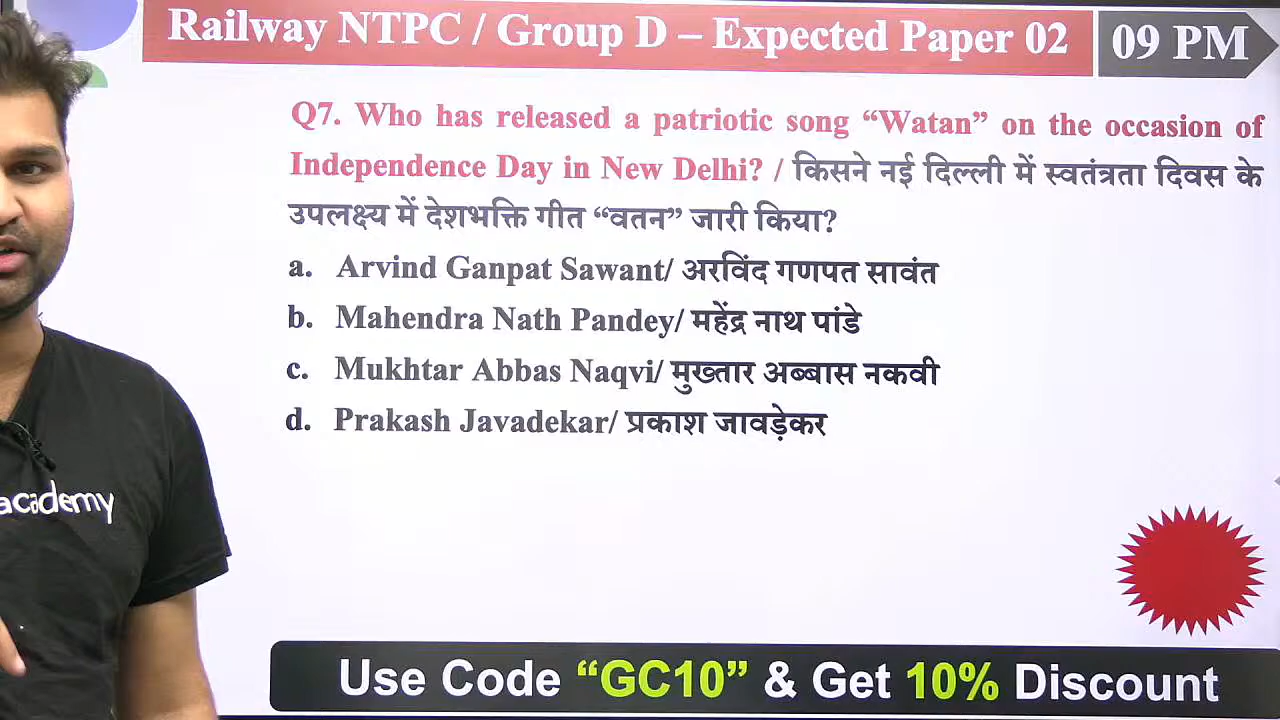 Railway NTPC / Group D – Expected Paper 02
09 PM
Q7. Who has released a patriotic song “Watan” on the occasion of
Independence Day in New Delhi? / किसने नई दिल्ली में स्वतंत्रता दिवस के
उपलक्ष्य में देशभक्ति गीत “वतन” जारी किया?
a. Arvind Ganpat Sawant/ अरविंद गणपत सावंत
b. Mahendra Nath Pandey/ महेंद्र नाथ पांडे
c. Mukhtar Abbas Naqvi/ मुख्तार अब्बास नकवी
d. Prakash Javadekar/ प्रकाश जावड़ेकर
academy
Use Code “GC10” & Get 10% Discount